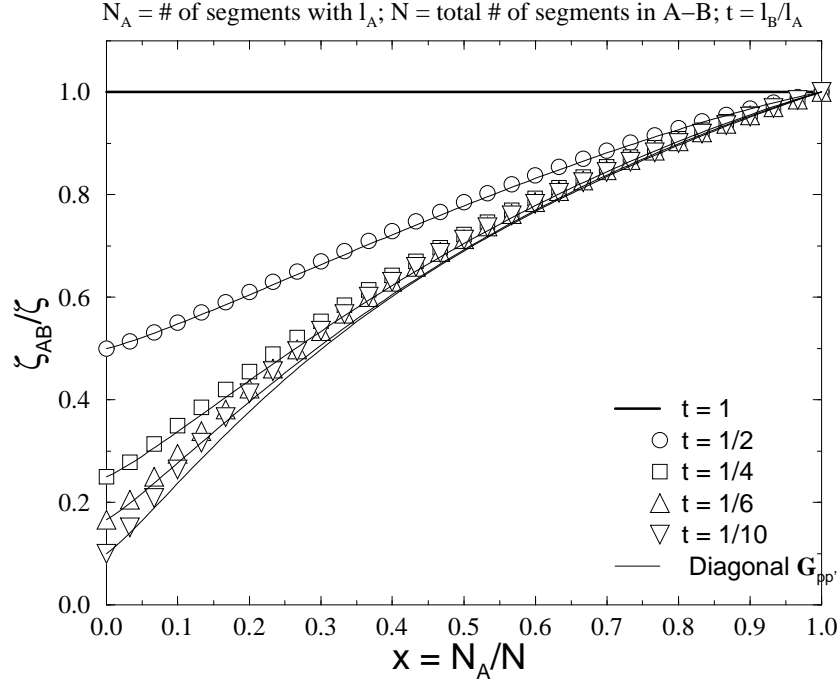 N_A = # of segments with l_A; N = total # of segments in A–B; t = l_B/l_A
1.0
0.8
0.6
0.4
0.2
0.0
ζ_AB/ζ
t = 1
t = 1/2
t = 1/4
t = 1/6
t = 1/10
Diagonal G_pp'
0.0 0.1 0.2 0.3 0.4 0.5 0.6 0.7 0.8 0.9 1.0
x = N_A/N